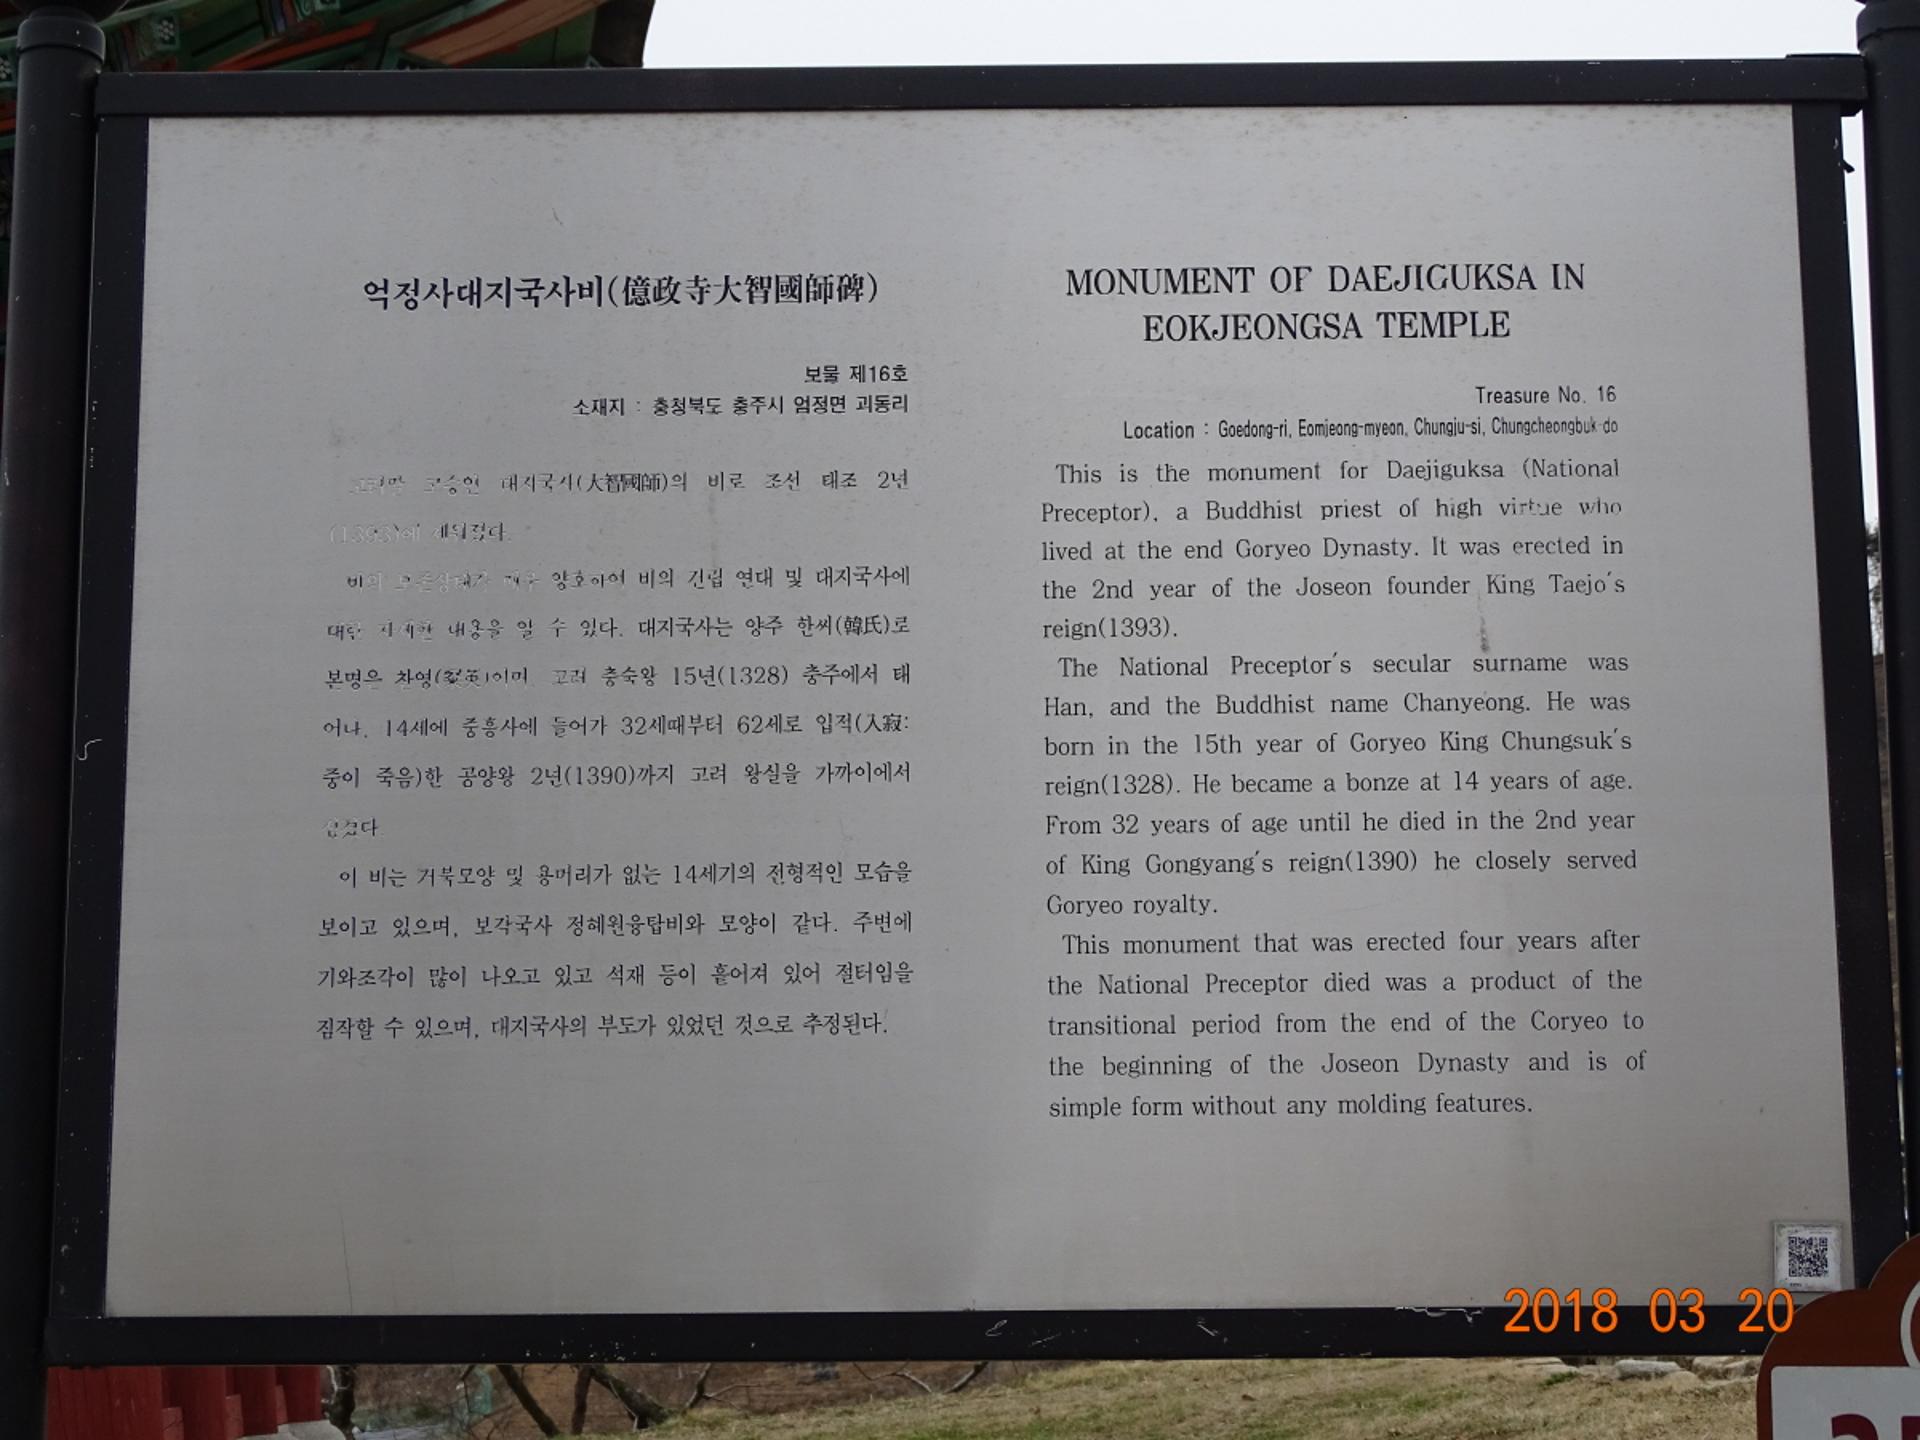 억정사대지국사비(億政寺大智國師碑)
보물 제16호
소재지 : 충청북도 충주시 엄정면 괴동리
고려말 고승인 대지국사(大智國師)의 비로 조선 태조 2년
(1393)에 세워졌다.
비의 보존상태가 매우 양호하여 비의 건립 연대 및 대지국사에
대한 자세한 내용을 알 수 있다. 대지국사는 양주 한씨(韓氏)로
본명은 찬영(粲英)이며 고려 충숙왕 15년(1328) 충주에서 태
어나, 14세에 중흥사에 들어가 32세때부터 62세로 입적(入寂:
중이 죽음)한 공양왕 2년(1390)까지 고려 왕실을 가까이에서
섬겼다.
이 비는 거북모양 및 용머리가 없는 14세기의 전형적인 모습을
보이고 있으며, 보각국사 정혜원융탑비와 모양이 같다. 주변에
기와조각이 많이 나오고 있고 석재 등이 흩어져 있어 절터임을
짐작할 수 있으며, 대지국사의 부도가 있었던 것으로 추정된다.
MONUMENT OF DAEJIGUKSA IN
EOKJEONGSA TEMPLE
Treasure No. 16
Location : Goedong-ri, Eomjeong-myeon, Chungju-si, Chungcheongbuk-do
This is the monument for Daejiguksa (National
Preceptor), a Buddhist priest of high virtue who
lived at the end Goryeo Dynasty. It was erected in
the 2nd year of the Joseon founder King Taejo's
reign(1393).
The National Preceptor's secular surname was
Han, and the Buddhist name Chanyeong. He was
born in the 15th year of Goryeo King Chungsuk's
reign(1328). He became a bonze at 14 years of age.
From 32 years of age until he died in the 2nd year
of King Gongyang's reign(1390) he closely served
Goryeo royalty.
This monument that was erected four years after
the National Preceptor died was a product of the
transitional period from the end of the Coryeo to
the beginning of the Joseon Dynasty and is of
simple form without any molding features.
2018 03 20